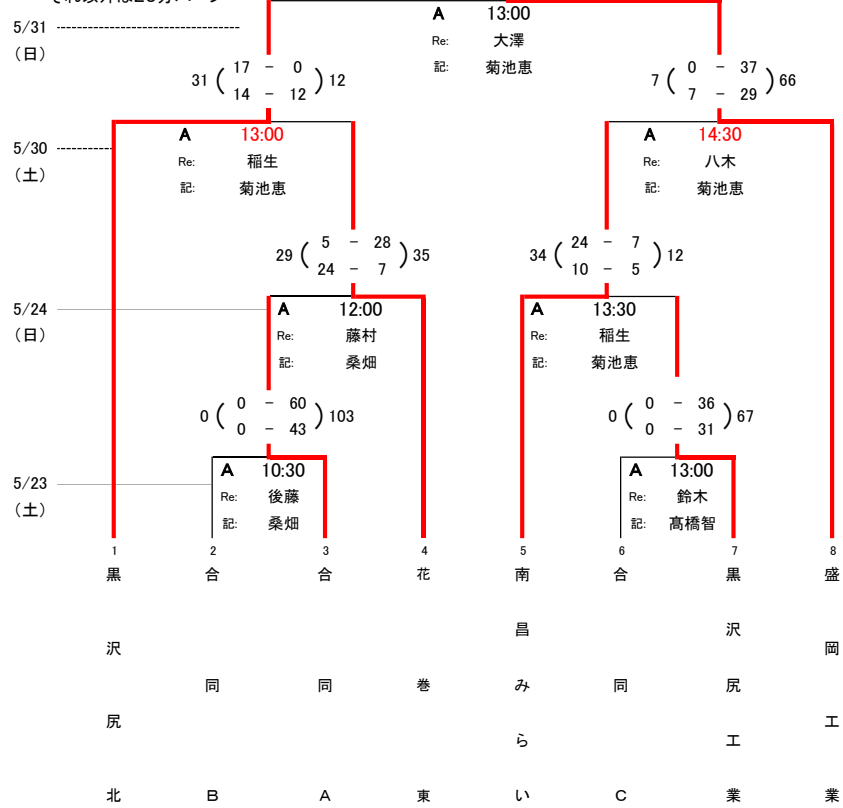 A 13:00
5/31
(日)
Re: 大澤
記: 菊池恵
31 ( 17 - 0 ) 12
14 - 12
7 ( 0 - 37 ) 66
7 - 29
A 13:00
A 14:30
5/30
(土)
Re: 稲生
Re: 八木
記: 菊池恵
記: 菊池恵
29 ( 5 - 28 ) 35
24 - 7
34 ( 24 - 7 ) 12
10 - 5
5/24
(日)
A 12:00
A 13:30
Re: 藤村
Re: 稲生
記: 桑畑
記: 菊池恵
0 ( 0 - 60 ) 103
0 - 43
0 ( 0 - 36 ) 67
0 - 31
5/23
(土)
A 10:30
A 13:00
Re: 後藤
Re: 鈴木
記: 桑畑
記: 髙橋智
1 2 3 4 5 6 7 8
黒沢尻北
合同B
合同A
花巻東
南昌みらい
合同C
黒沢尻工業
盛岡工業